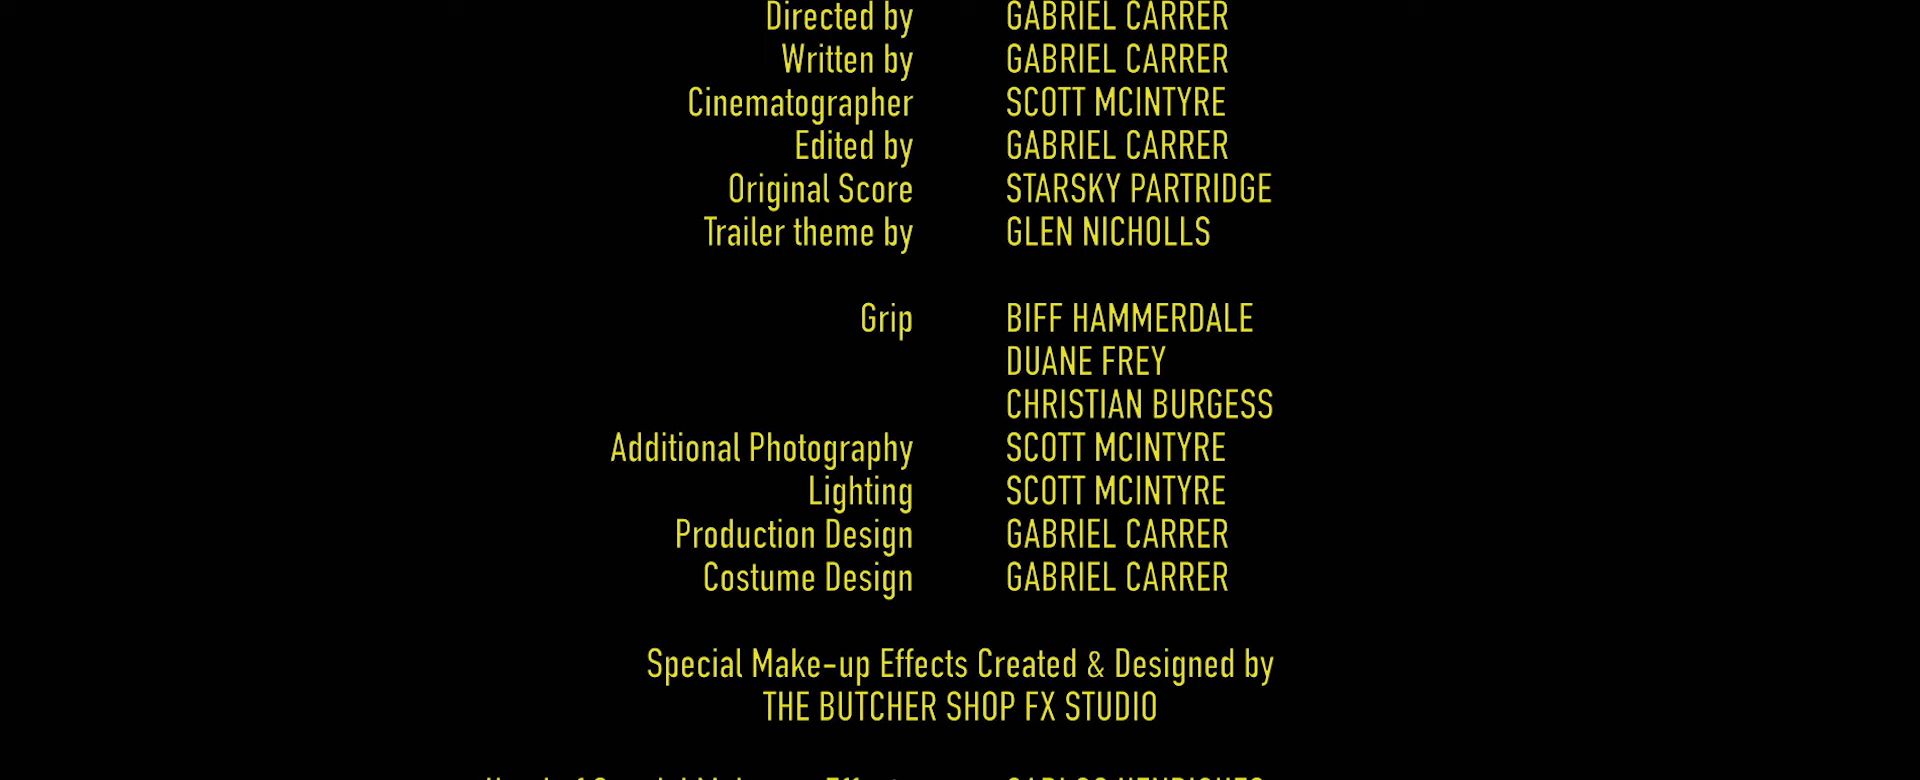 Directed by GABRIEL CARRER
Written by GABRIEL CARRER
Cinematographer SCOTT MCINTYRE
Edited by GABRIEL CARRER
Original Score STARSKY PARTRIDGE
Trailer theme by GLEN NICHOLLS
Grip BIFF HAMMERDALE
DUANE FREY
CHRISTIAN BURGESS
Additional Photography SCOTT MCINTYRE
Lighting SCOTT MCINTYRE
Production Design GABRIEL CARRER
Costume Design GABRIEL CARRER
Special Make-up Effects Created & Designed by
THE BUTCHER SHOP FX STUDIO